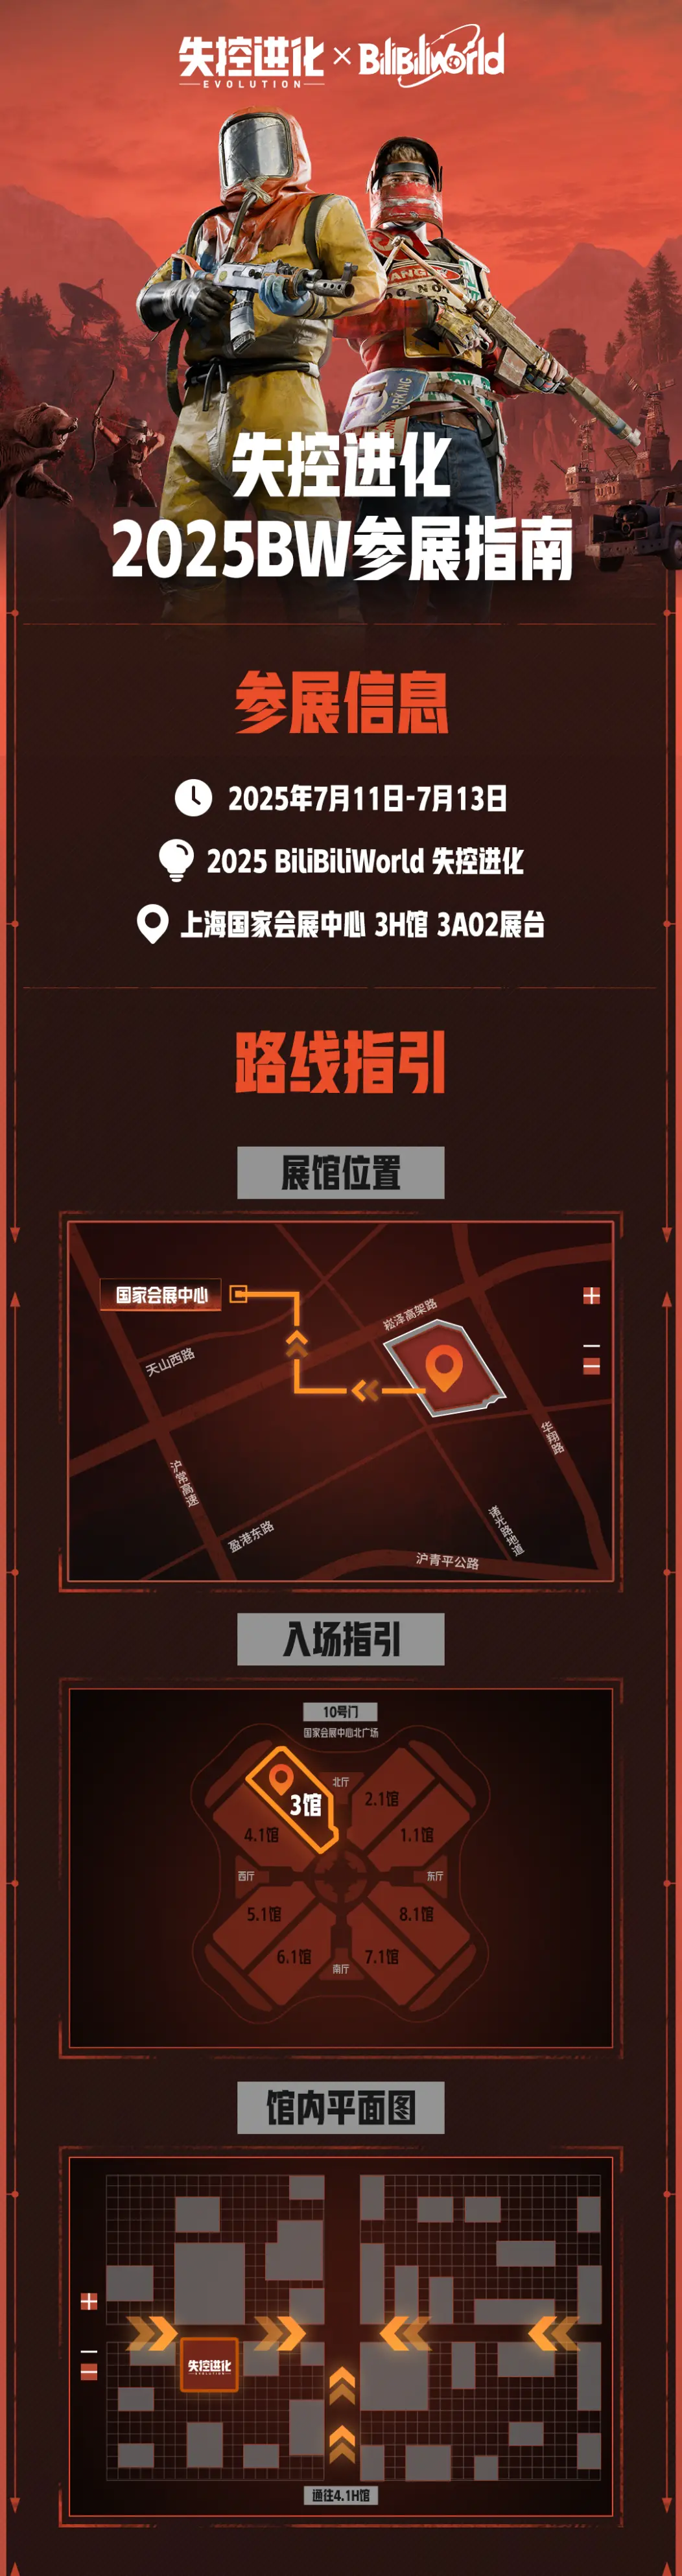 失控进化 × BiliBiliWorld
EVOLUTION
DANGER
DO NOT
PARKING
失控进化
2025BW参展指南
参展信息
2025年7月11日-7月13日
2025 BiliBiliWorld 失控进化
上海国家会展中心 3H馆 3A02展台
路线指引
展馆位置
国家会展中心
崧泽高架路
天山西路
华翔路
沪常高速
诸光路地道
盈港东路
沪青平公路
入场指引
10号门
国家会展中心北广场
北厅
3馆
2.1馆
4.1馆
1.1馆
西厅
东厅
5.1馆
8.1馆
6.1馆
7.1馆
南厅
馆内平面图
失控进化
EVOLUTION
通往4.1H馆